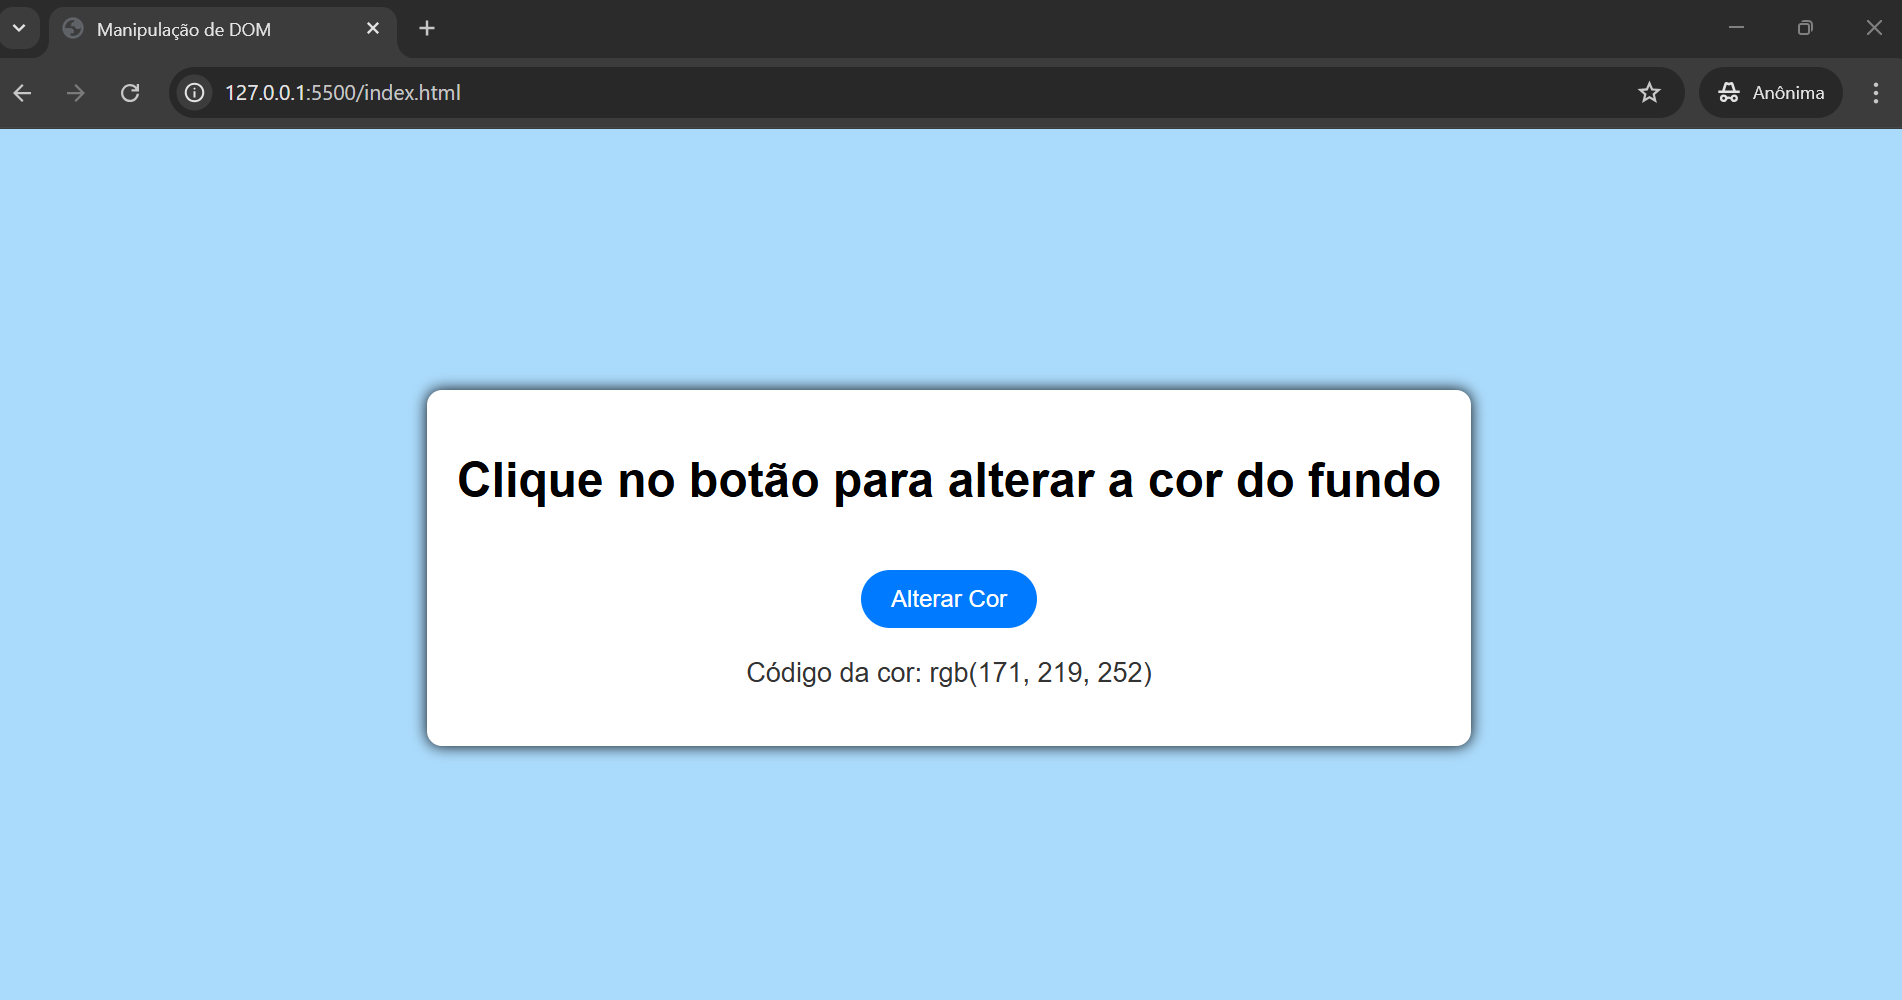 Manipulação de DOM
127.0.0.1:5500/index.html
Anônima
Clique no botão para alterar a cor do fundo
Alterar Cor
Código da cor: rgb(171, 219, 252)